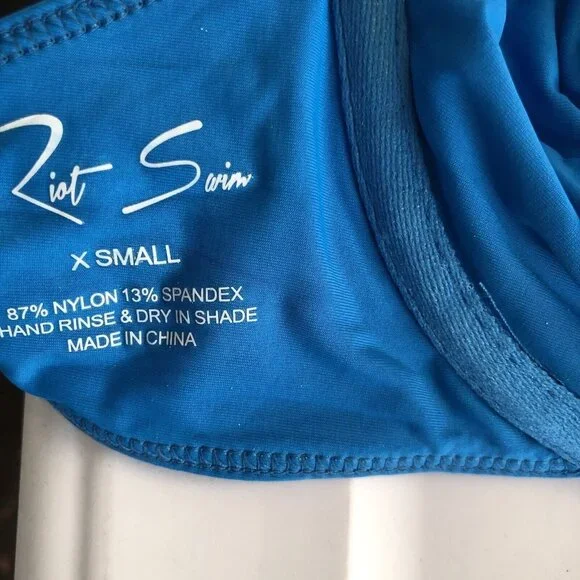 Riot Swim
X SMALL
87% NYLON 13% SPANDEX
HAND RINSE & DRY IN SHADE
MADE IN CHINA